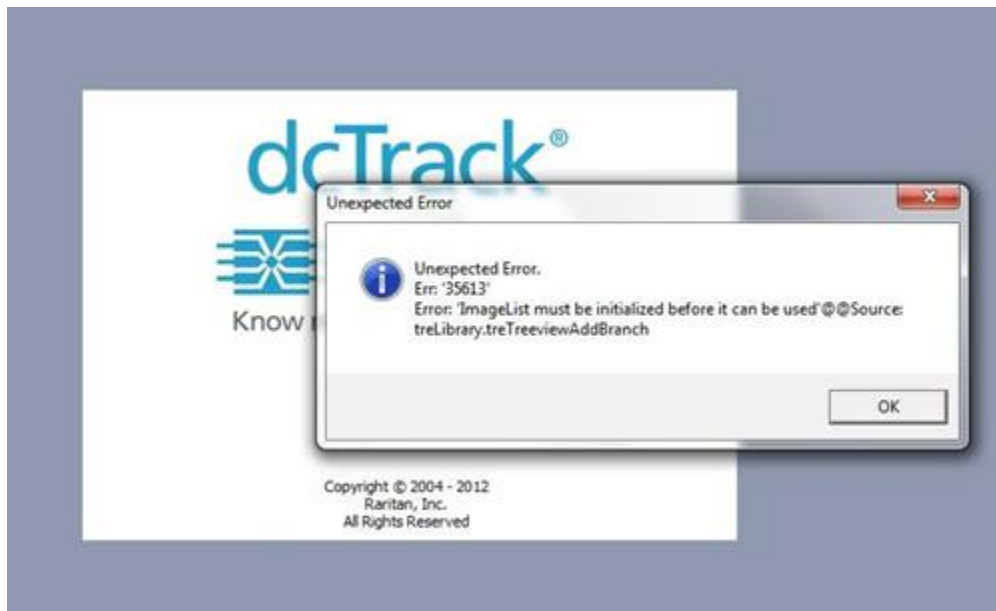 dcTrack®
Unexpected Error
Unexpected Error.
Err: '35613'
Error: 'ImageList must be initialized before it can be used'@@Source:
treLibrary.treTreeviewAddBranch
Know
OK
Copyright © 2004 - 2012
Raritan, Inc.
All Rights Reserved